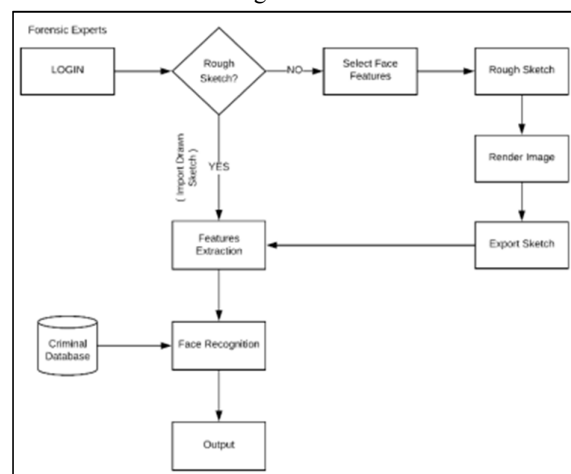 Forensic Experts
LOGIN
Rough
Sketch?
NO
Select Face
Features
Rough Sketch
Render Image
Export Sketch
YES
( Import Drawn
Sketch )
Features
Extraction
Criminal
Database
Face Recognition
Output